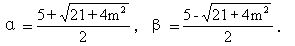 α = (5+√(21+4m²))/2 , β = (5-√(21+4m²))/2 .